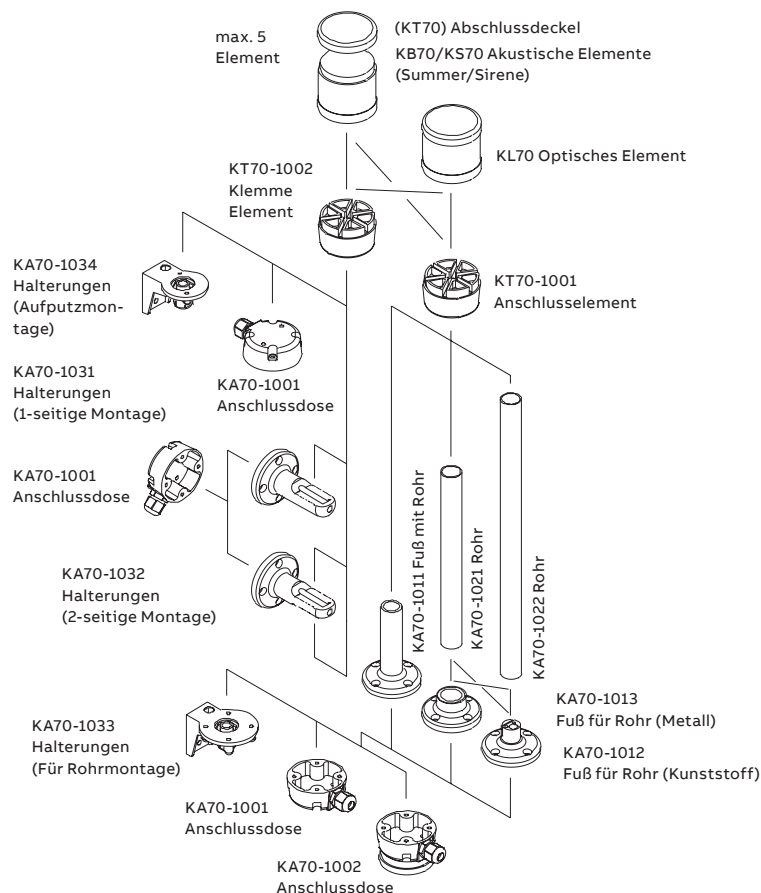 max. 5
Element
(KT70) Abschlussdeckel
KB70/KS70 Akustische Elemente
(Summer/Sirene)
KL70 Optisches Element
KT70-1002
Klemme
Element
KT70-1001
Anschlusselement
KA70-1034
Halterungen
(Aufputzmon-
tage)
KA70-1001
Anschlussdose
KA70-1031
Halterungen
(1-seitige Montage)
KA70-1001
Anschlussdose
KA70-1032
Halterungen
(2-seitige Montage)
KA70-1011 Fuß mit Rohr
KA70-1021 Rohr
KA70-1022 Rohr
KA70-1013
Fuß für Rohr (Metall)
KA70-1012
Fuß für Rohr (Kunststoff)
KA70-1033
Halterungen
(Für Rohrmontage)
KA70-1001
Anschlussdose
KA70-1002
Anschlussdose